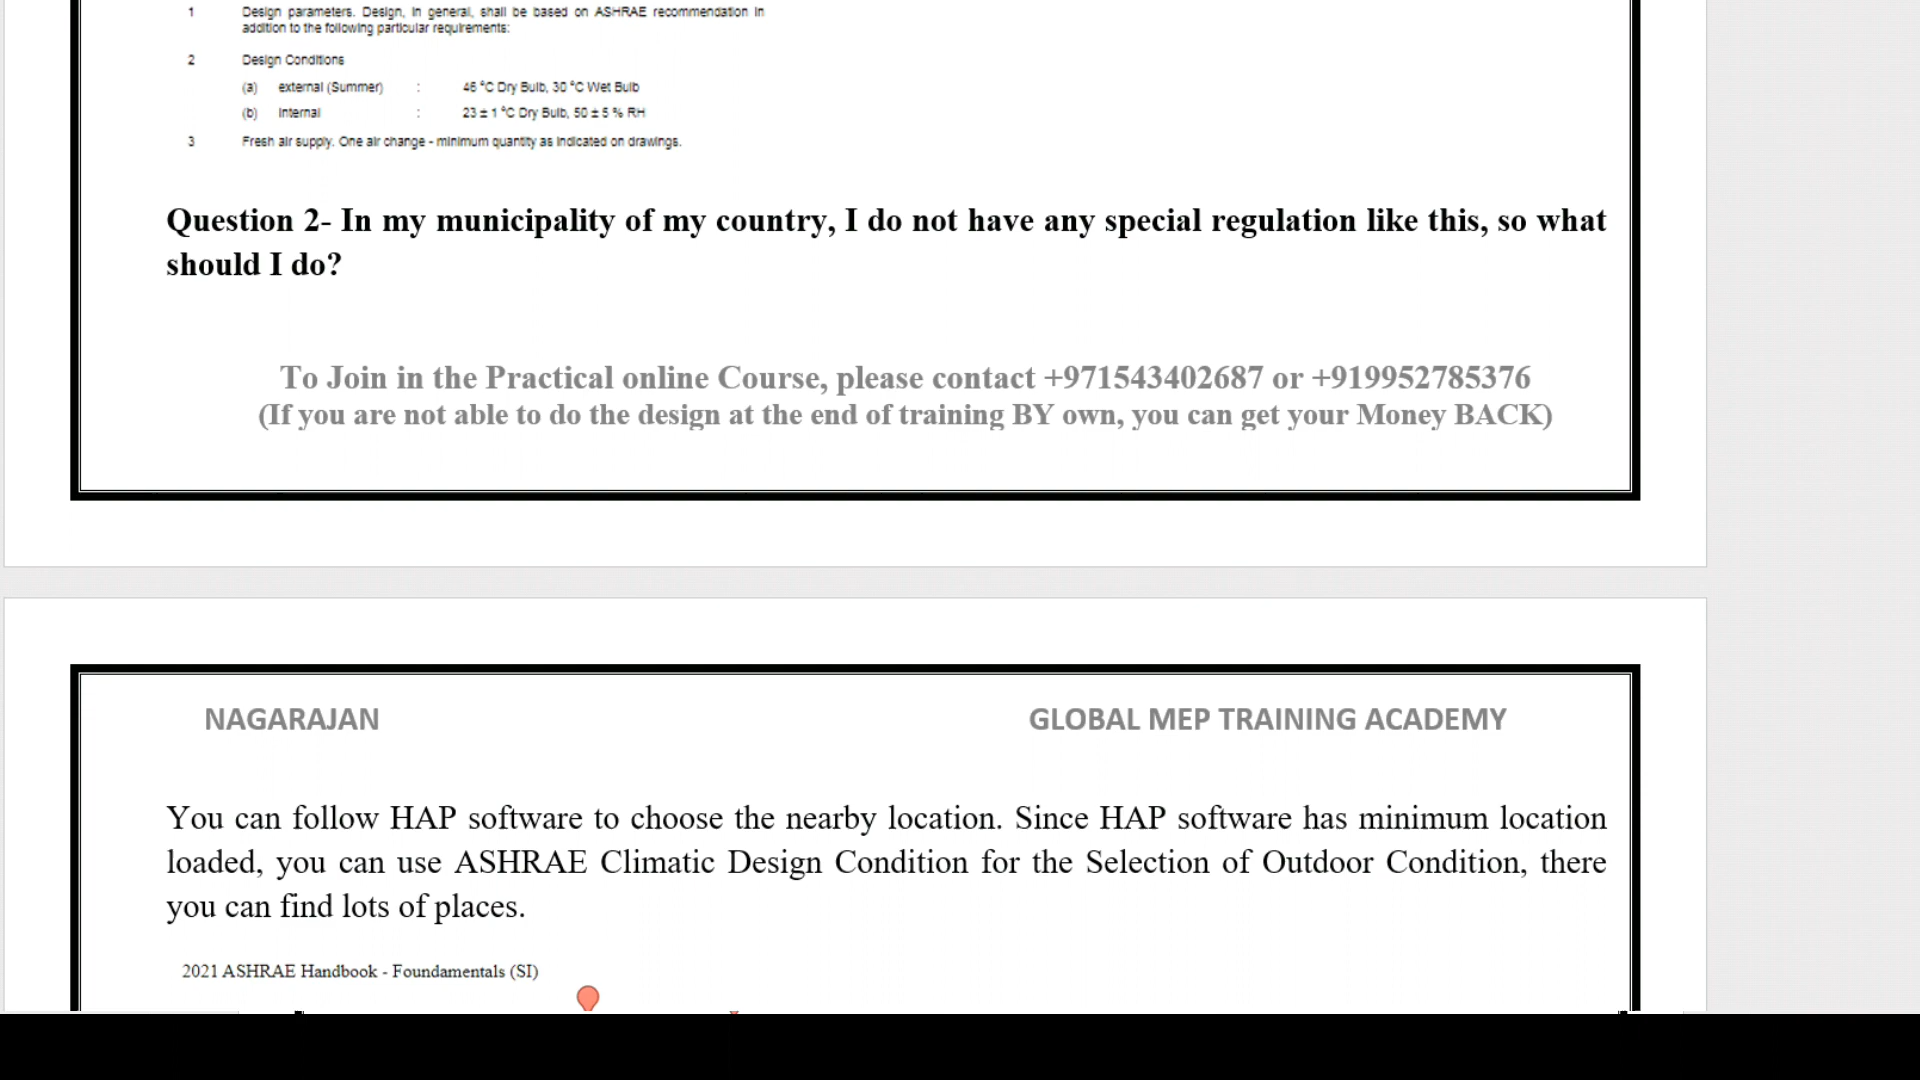 1 Design parameters. Design, in general, shall be based on ASHRAE recommendation in
addition to the following particular requirements:
2 Design Conditions
(a) external (Summer) : 46 °C Dry Bulb, 30 °C Wet Bulb
(b) Internal : 23 ± 1 °C Dry Bulb, 50 ± 5 % RH
3 Fresh air supply. One air change - minimum quantity as indicated on drawings.
Question 2- In my municipality of my country, I do not have any special regulation like this, so what
should I do?
To Join in the Practical online Course, please contact +971543402687 or +919952785376
(If you are not able to do the design at the end of training BY own, you can get your Money BACK)
NAGARAJAN GLOBAL MEP TRAINING ACADEMY
You can follow HAP software to choose the nearby location. Since HAP software has minimum location
loaded, you can use ASHRAE Climatic Design Condition for the Selection of Outdoor Condition, there
you can find lots of places.
2021 ASHRAE Handbook - Foundamentals (SI)